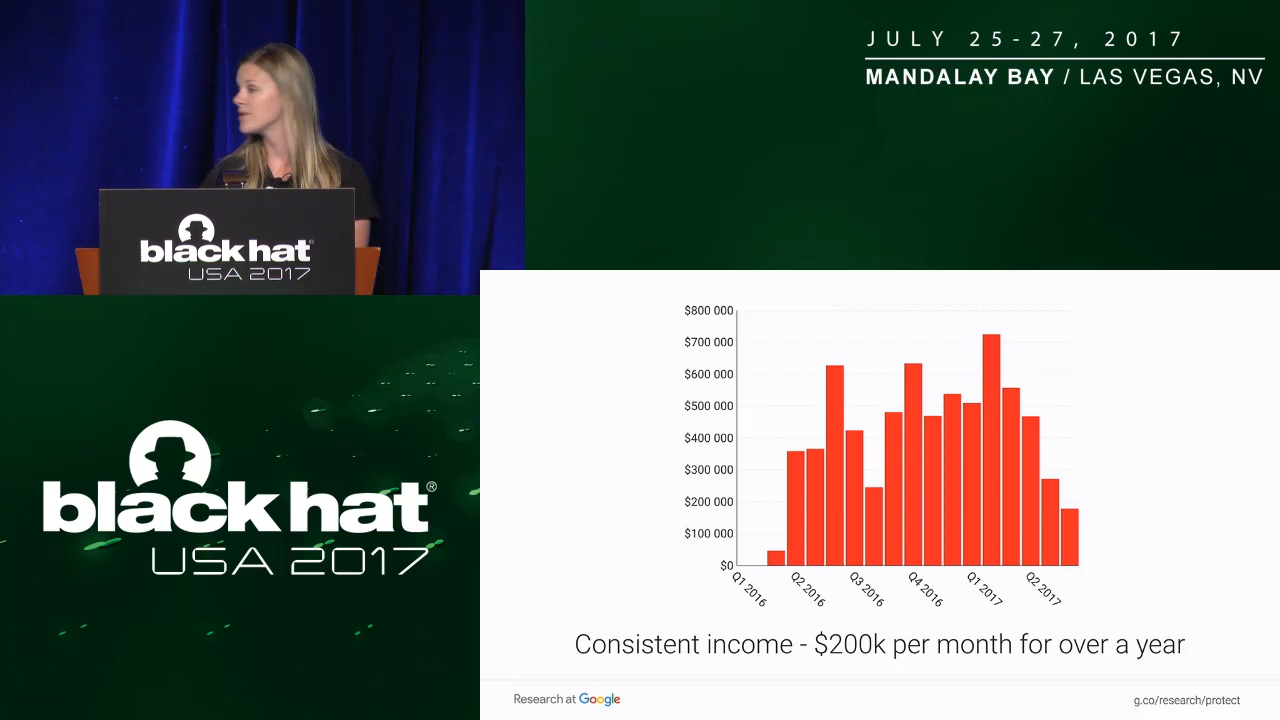 JULY 25-27, 2017
MANDALAY BAY / LAS VEGAS, NV
black hat®
USA 2017
black hat®
USA 2017
$800 000
$700 000
$600 000
$500 000
$400 000
$300 000
$200 000
$100 000
$0
Q1 2016
Q2 2016
Q3 2016
Q4 2016
Q1 2017
Q2 2017
Consistent income - $200k per month for over a year
Research at Google
g.co/research/protect